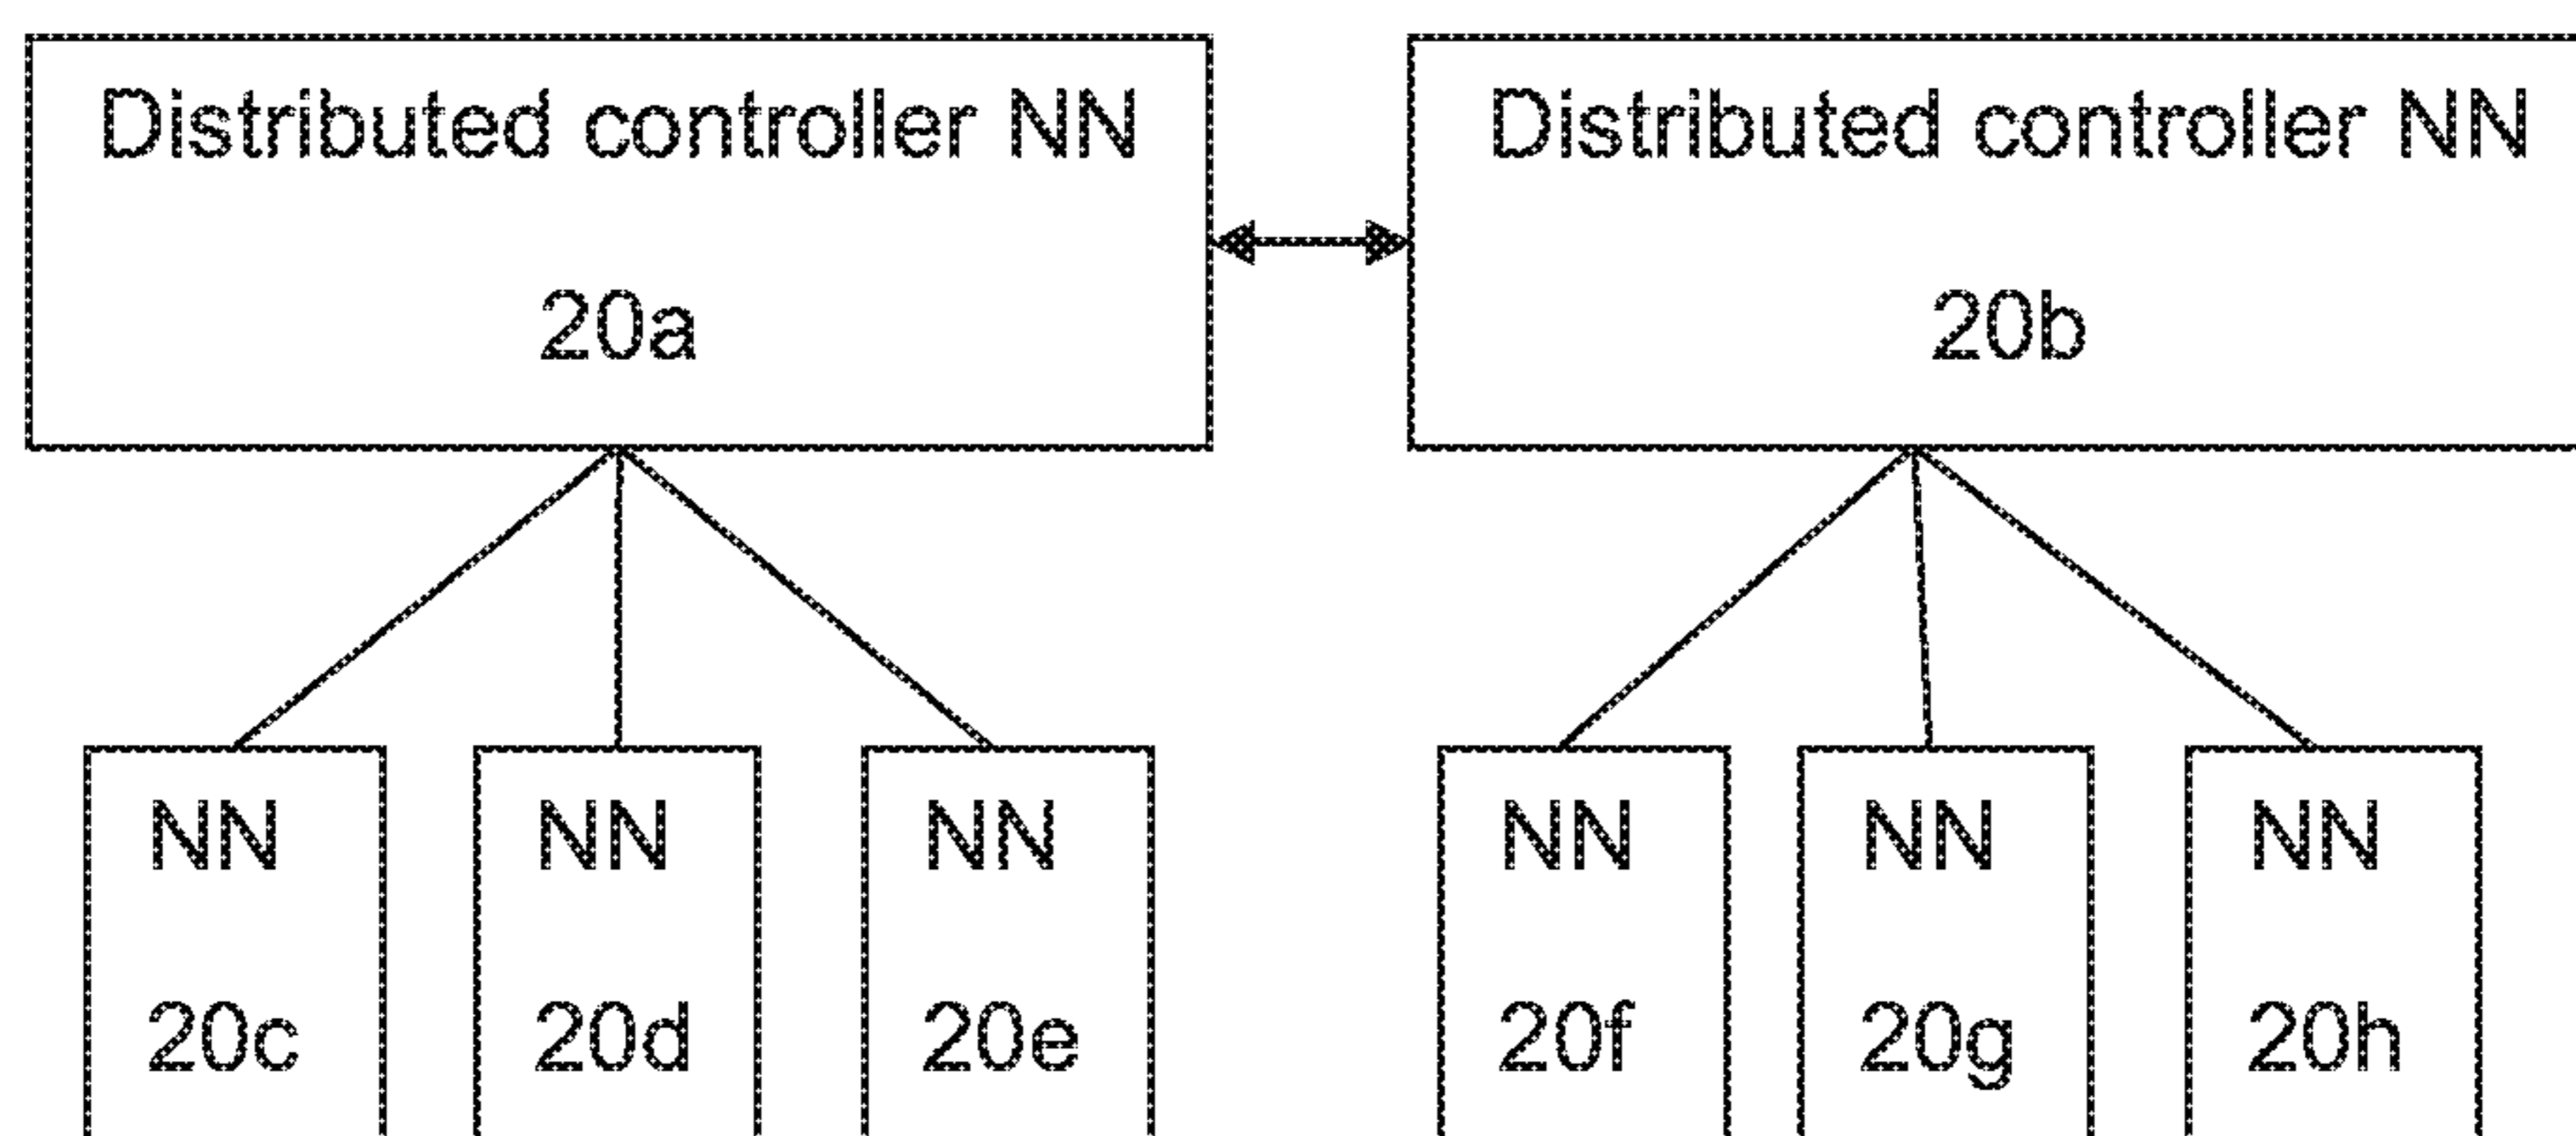 Distributed controller NN
20a
Distributed controller NN
20b
NN
20c
NN
20d
NN
20e
NN
20f
NN
20g
NN
20h